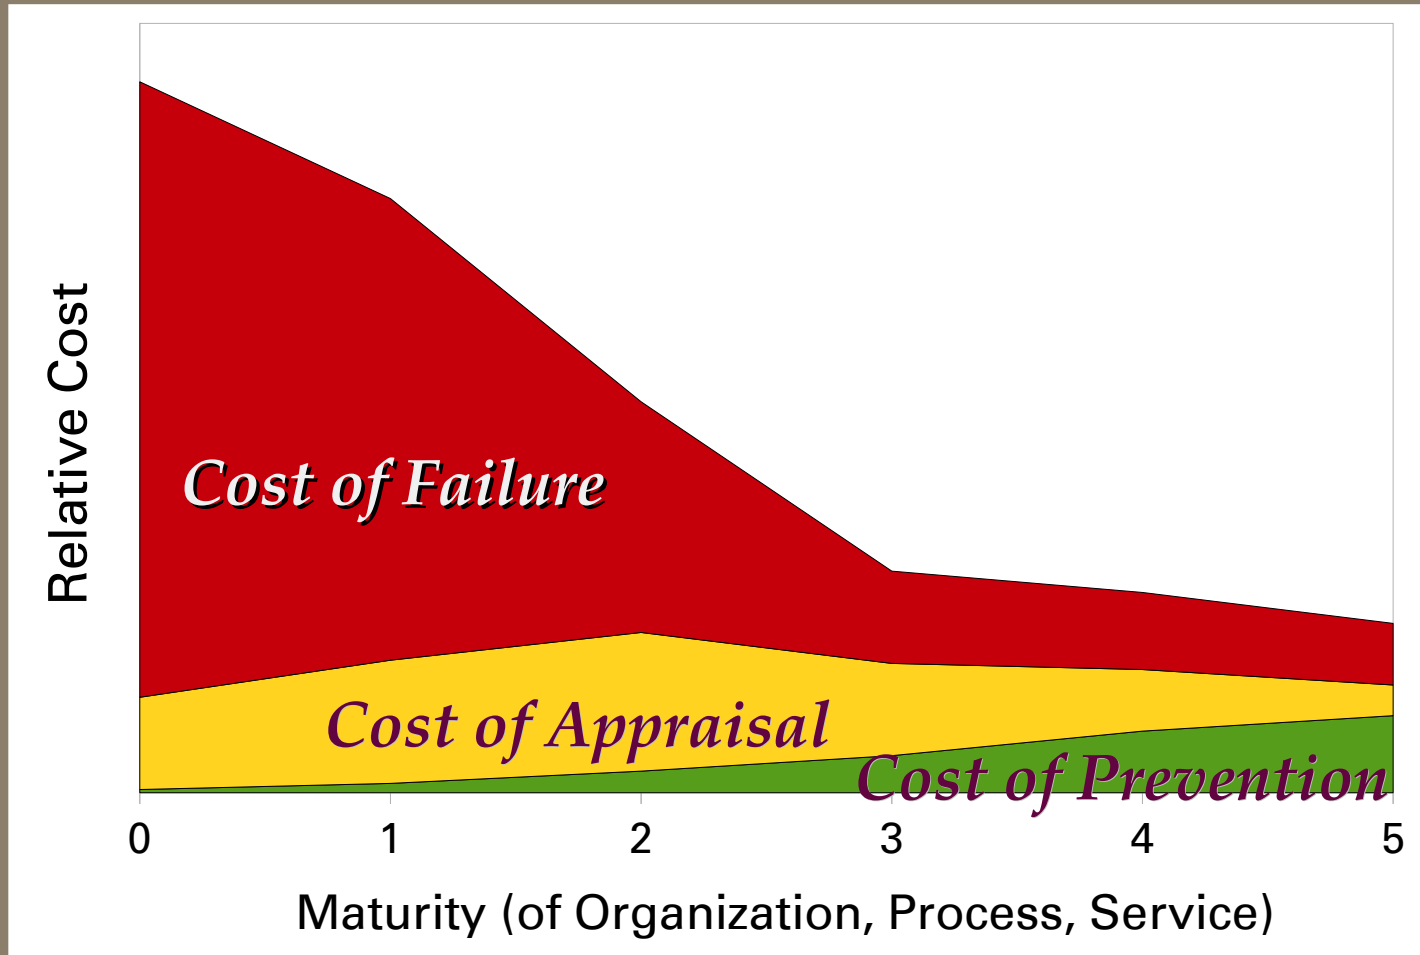 Relative Cost
Cost of Failure
Cost of Appraisal
Cost of Prevention
0 1 2 3 4 5
Maturity (of Organization, Process, Service)